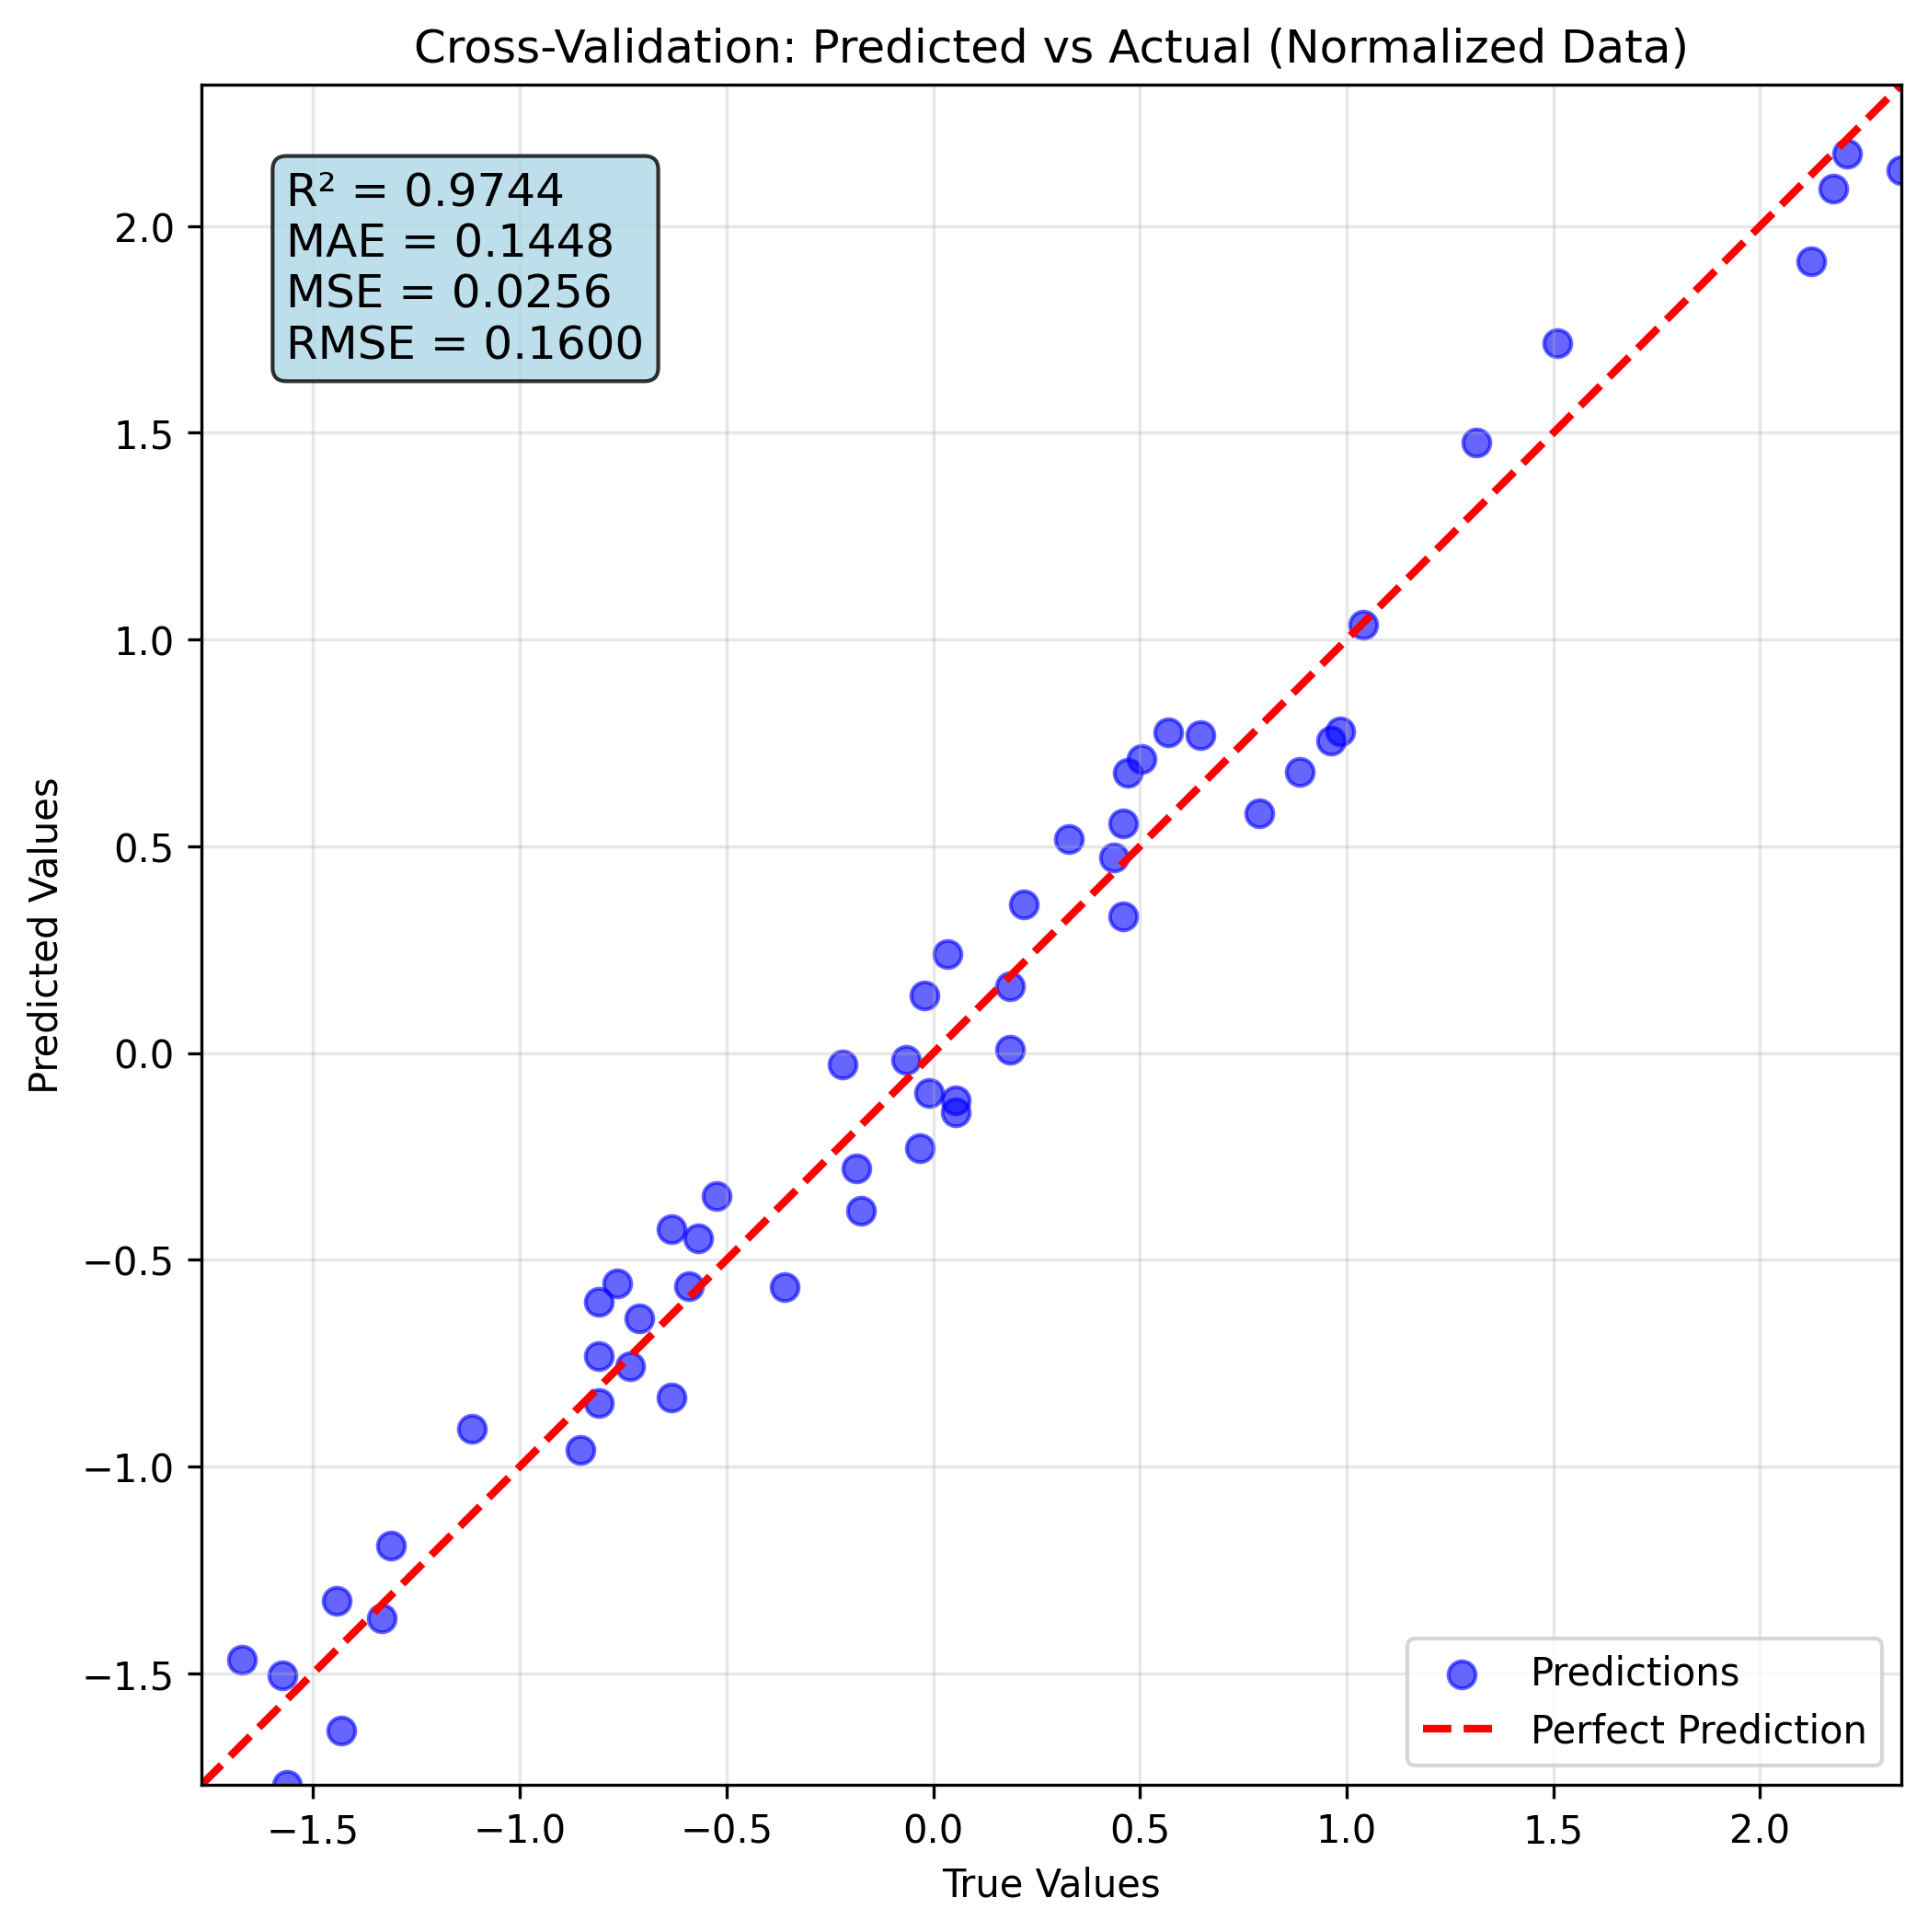 Cross-Validation: Predicted vs Actual (Normalized Data)
R² = 0.9744
MAE = 0.1448
MSE = 0.0256
RMSE = 0.1600
Predicted Values
2.0
1.5
1.0
0.5
0.0
−0.5
−1.0
−1.5
Predictions
Perfect Prediction
−1.5
−1.0
−0.5
0.0
0.5
1.0
1.5
2.0
True Values